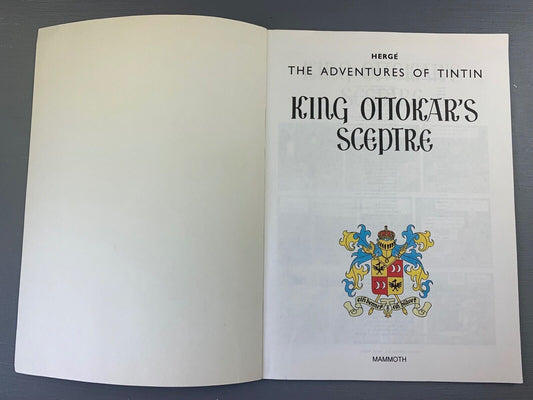 HERGÉ
THE ADVENTURES OF TINTIN
KING OTTOKAR'S
SCEPTRE
MAMMOTH